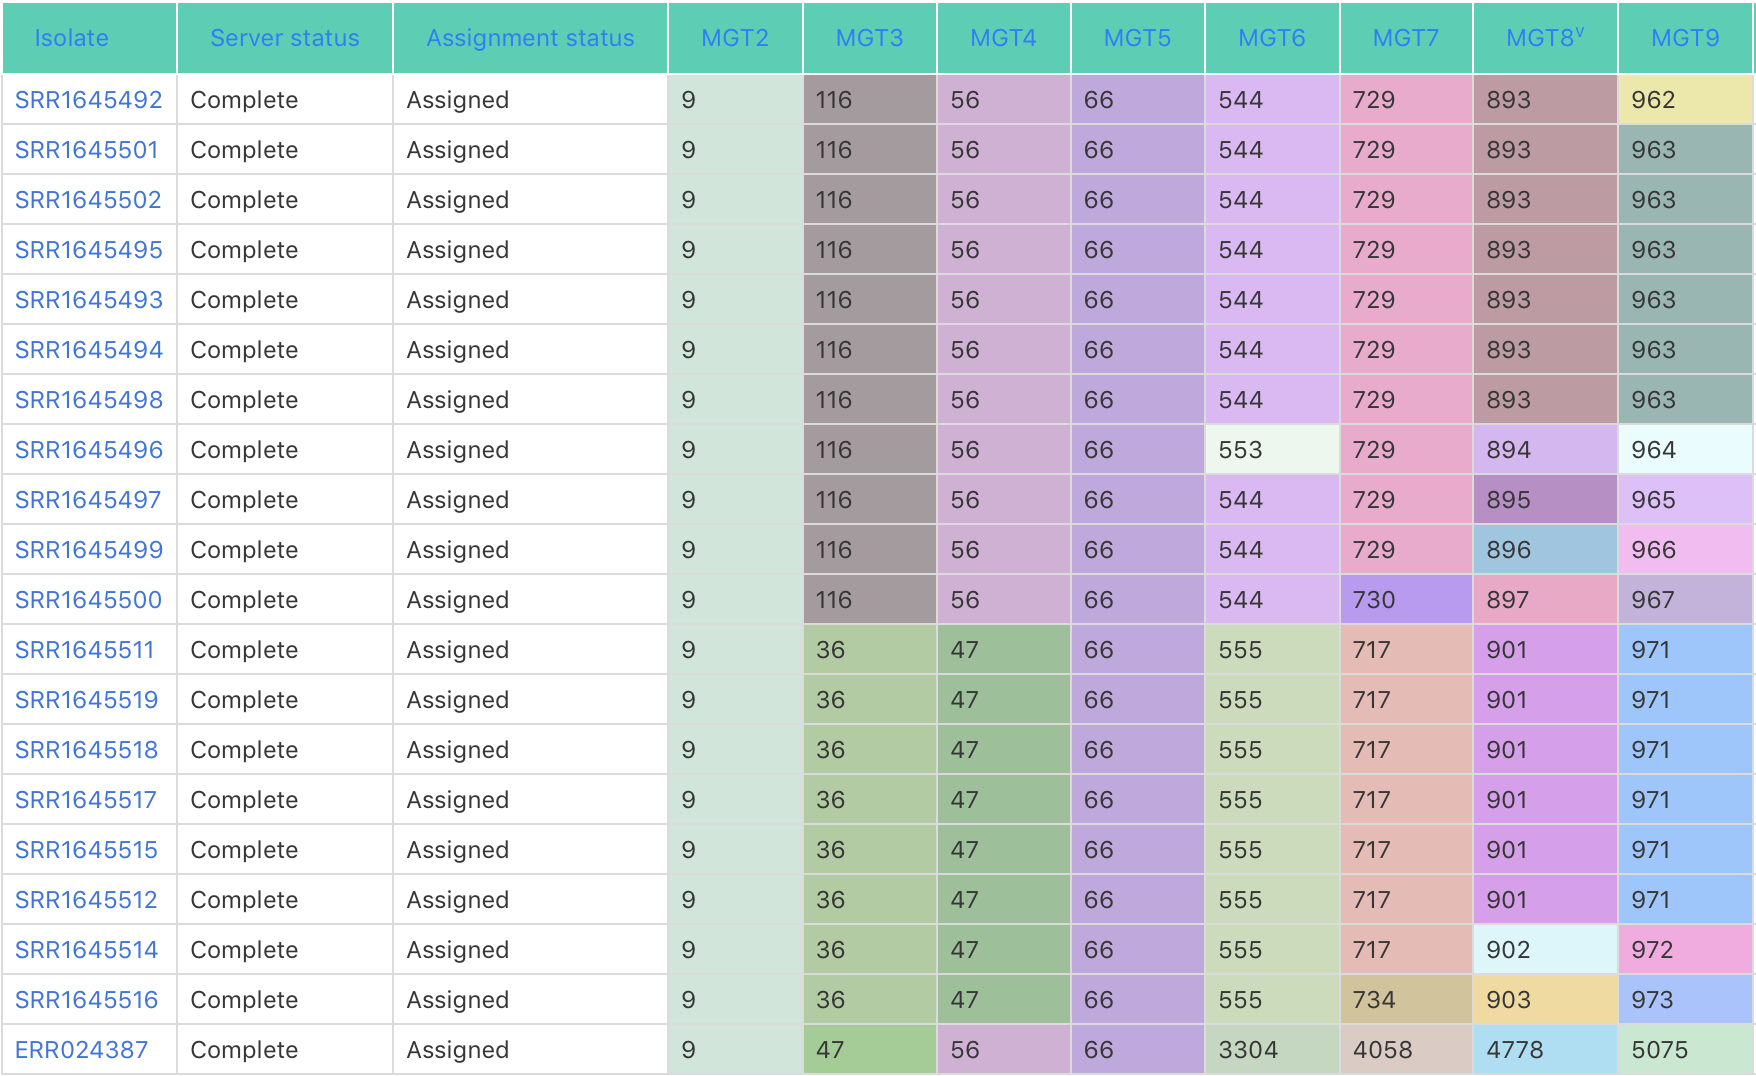 Isolate Server status Assignment status MGT2 MGT3 MGT4 MGT5 MGT6 MGT7 MGT8ᵛ MGT9
SRR1645492 Complete Assigned 9 116 56 66 544 729 893 962
SRR1645501 Complete Assigned 9 116 56 66 544 729 893 963
SRR1645502 Complete Assigned 9 116 56 66 544 729 893 963
SRR1645495 Complete Assigned 9 116 56 66 544 729 893 963
SRR1645493 Complete Assigned 9 116 56 66 544 729 893 963
SRR1645494 Complete Assigned 9 116 56 66 544 729 893 963
SRR1645498 Complete Assigned 9 116 56 66 544 729 893 963
SRR1645496 Complete Assigned 9 116 56 66 553 729 894 964
SRR1645497 Complete Assigned 9 116 56 66 544 729 895 965
SRR1645499 Complete Assigned 9 116 56 66 544 729 896 966
SRR1645500 Complete Assigned 9 116 56 66 544 730 897 967
SRR1645511 Complete Assigned 9 36 47 66 555 717 901 971
SRR1645519 Complete Assigned 9 36 47 66 555 717 901 971
SRR1645518 Complete Assigned 9 36 47 66 555 717 901 971
SRR1645517 Complete Assigned 9 36 47 66 555 717 901 971
SRR1645515 Complete Assigned 9 36 47 66 555 717 901 971
SRR1645512 Complete Assigned 9 36 47 66 555 717 901 971
SRR1645514 Complete Assigned 9 36 47 66 555 717 902 972
SRR1645516 Complete Assigned 9 36 47 66 555 734 903 973
ERR024387 Complete Assigned 9 47 56 66 3304 4058 4778 5075